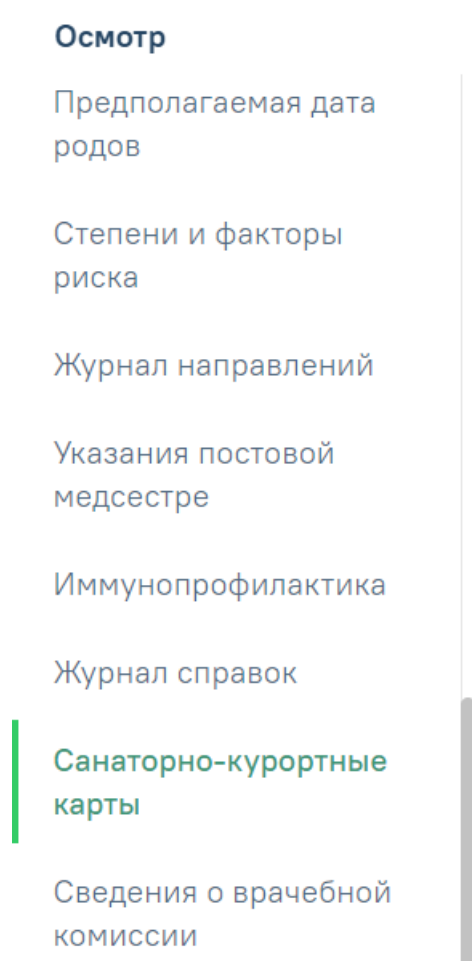 Осмотр
Предполагаемая дата
родов
Степени и факторы
риска
Журнал направлений
Указания постовой
медсестре
Иммунопрофилактика
Журнал справок
Санаторно-курортные
карты
Сведения о врачебной
комиссии